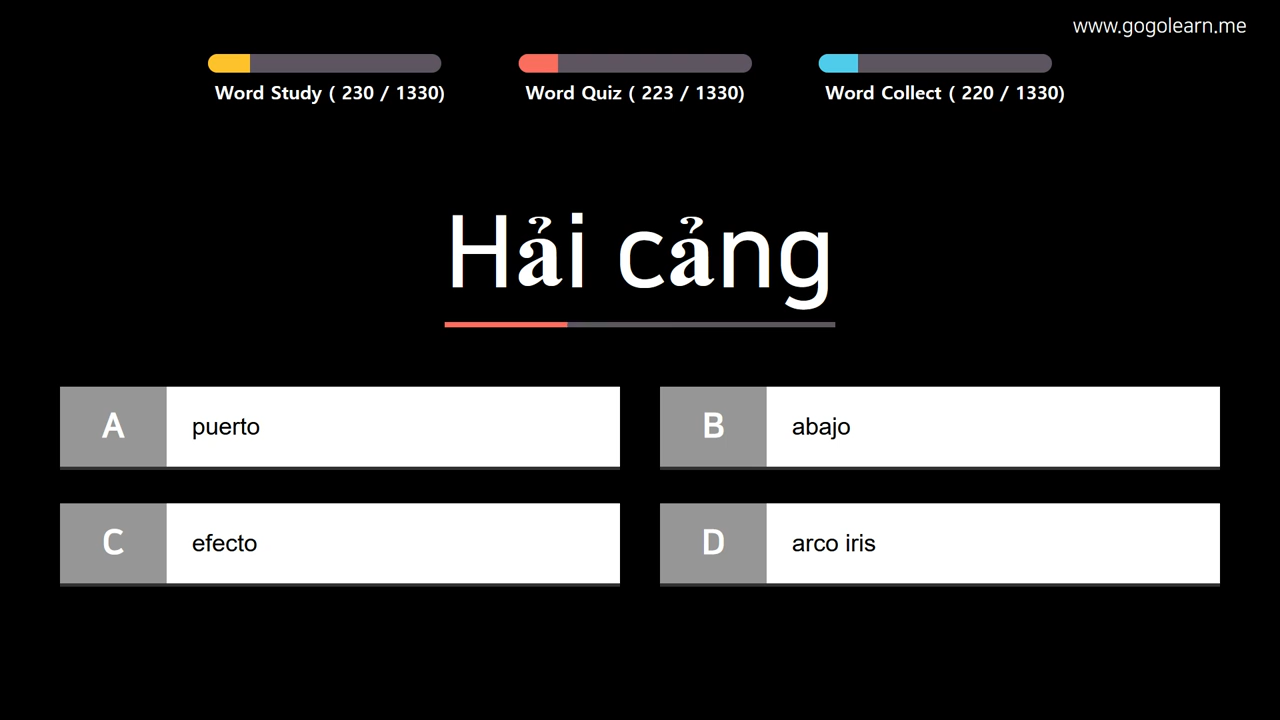 www.gogolearn.me
Word Study ( 230 / 1330)
Word Quiz ( 223 / 1330)
Word Collect ( 220 / 1330)
Hải cảng
A puerto
B abajo
C efecto
D arco iris